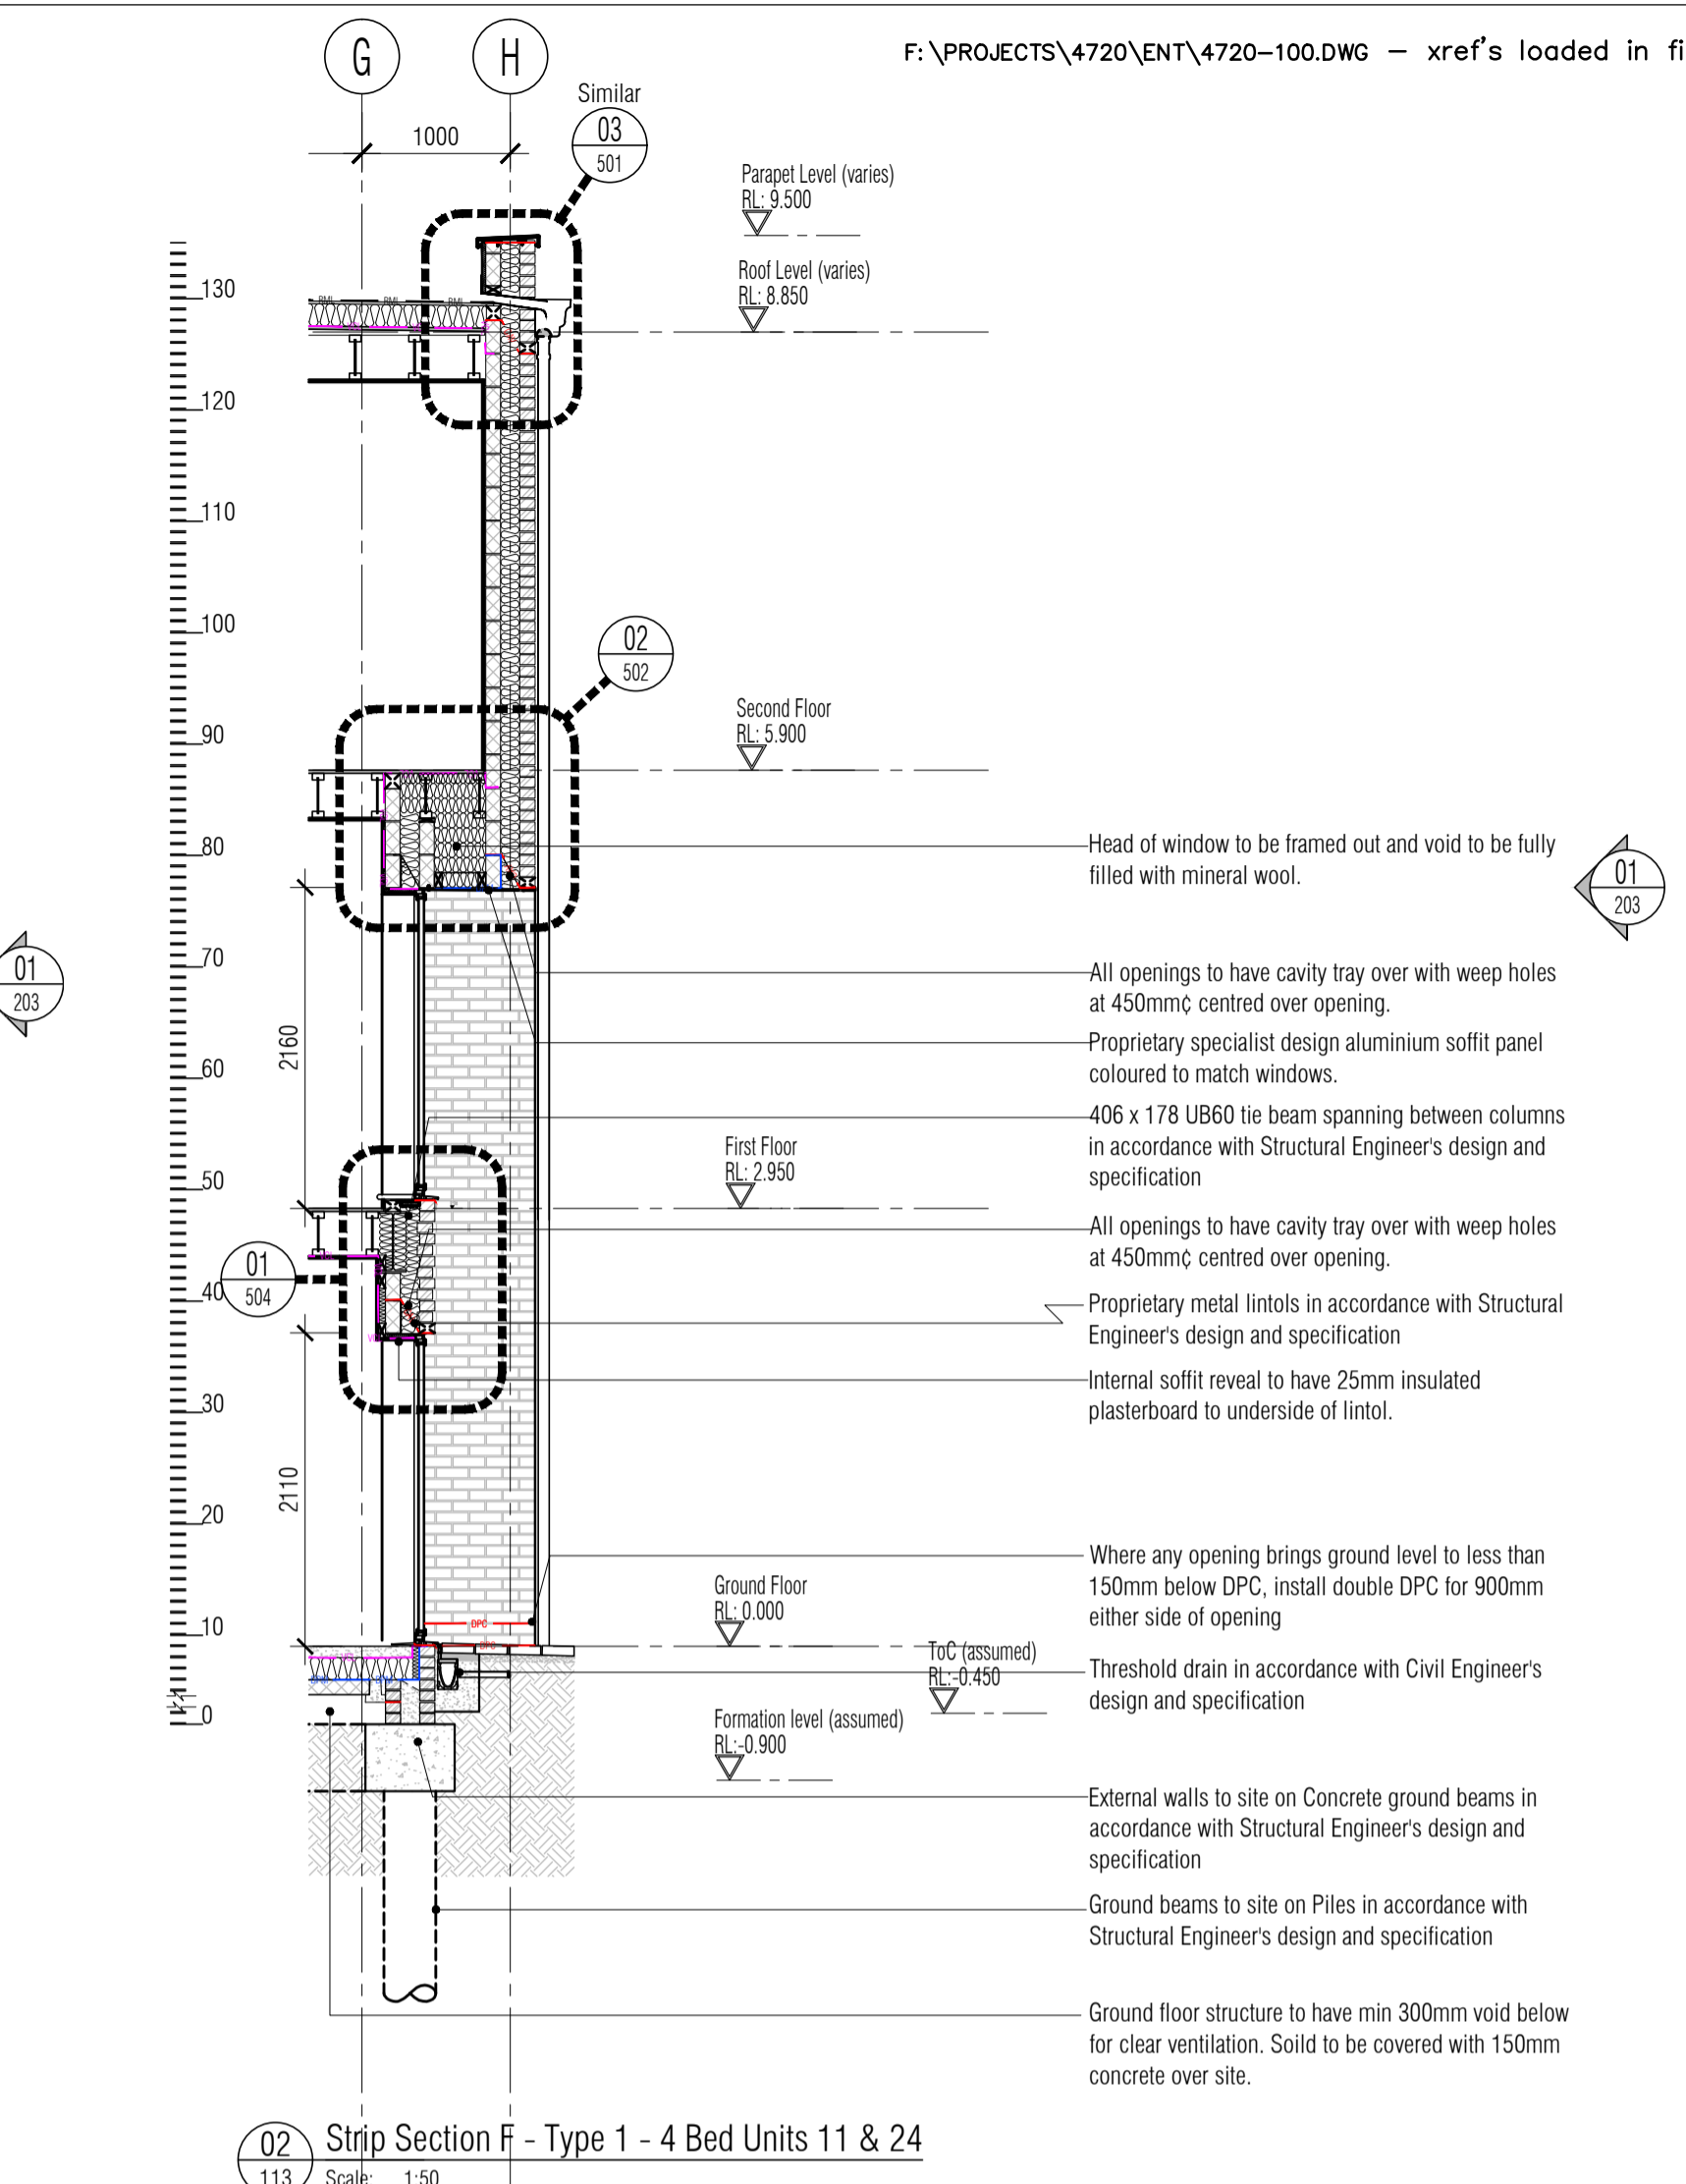 F:\PROJECTS\4720\ENT\4720-100.DWG – xref's loaded in fi
G
H
1000
Similar
03
501
Parapet Level (varies)
RL: 9.500
Roof Level (varies)
RL: 8.850
130
120
110
100
90
80
70
60
50
40
30
20
10
0
02
502
Second Floor
RL: 5.900
Head of window to be framed out and void to be fully
filled with mineral wool.
01
203
01
203
All openings to have cavity tray over with weep holes
at 450mm¢ centred over opening.
Proprietary specialist design aluminium soffit panel
coloured to match windows.
2160
406 x 178 UB60 tie beam spanning between columns
in accordance with Structural Engineer's design and
specification
First Floor
RL: 2.950
All openings to have cavity tray over with weep holes
at 450mm¢ centred over opening.
01
504
Proprietary metal lintols in accordance with Structural
Engineer's design and specification
Internal soffit reveal to have 25mm insulated
plasterboard to underside of lintol.
2110
Where any opening brings ground level to less than
150mm below DPC, install double DPC for 900mm
either side of opening
Ground Floor
RL: 0.000
DPC
DPC
ToC (assumed)
RL:-0.450
Threshold drain in accordance with Civil Engineer's
design and specification
Formation level (assumed)
RL:-0.900
External walls to site on Concrete ground beams in
accordance with Structural Engineer's design and
specification
Ground beams to site on Piles in accordance with
Structural Engineer's design and specification
Ground floor structure to have min 300mm void below
for clear ventilation. Soild to be covered with 150mm
concrete over site.
02
113
Strip Section F - Type 1 - 4 Bed Units 11 & 24
Scale: 1:50